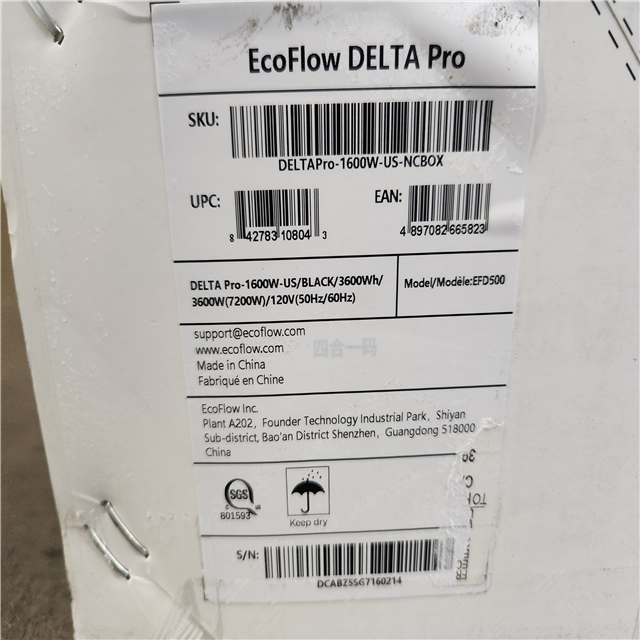 EcoFlow DELTA Pro
SKU:
DELTAPro-1600W-US-NCBOX
UPC:
8 42783 10804 3
EAN:
4 897082 665823
DELTA Pro-1600W-US/BLACK/3600Wh/
3600W(7200W)/120V(50Hz/60Hz)
Model/Modèle:EFD500
support@ecoflow.com
www.ecoflow.com
Made in China
Fabriqué en Chine
四合一码
EcoFlow Inc.
Plant A202, Founder Technology Industrial Park, Shiyan
Sub-district, Bao'an District Shenzhen, Guangdong 518000
China
SGS
C US
801593
Keep dry
S/N:
DCABZ5SG7160214